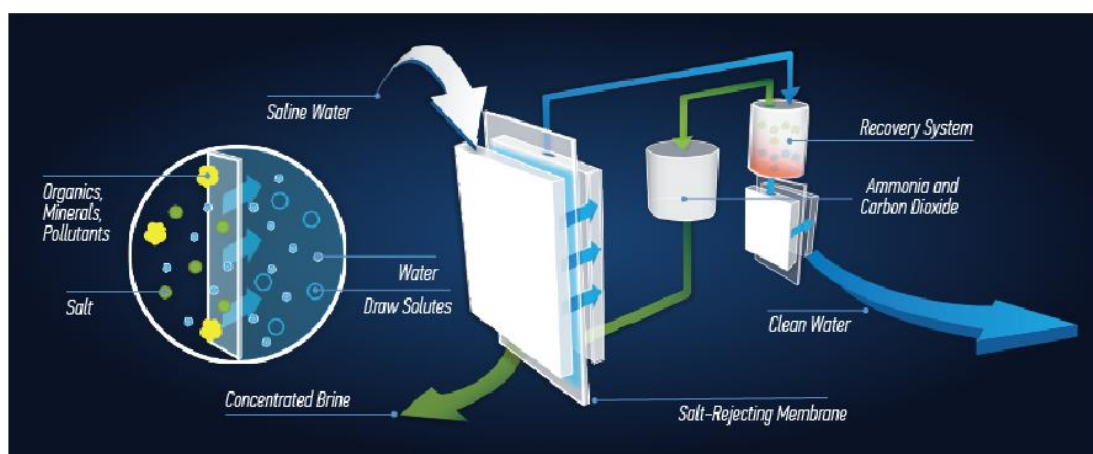 Saline Water
Recovery System
Organics,
Minerals,
Pollutants
Ammonia and
Carbon Dioxide
Water
Salt
Draw Solutes
Clean Water
Concentrated Brine
Salt-Rejecting Membrane